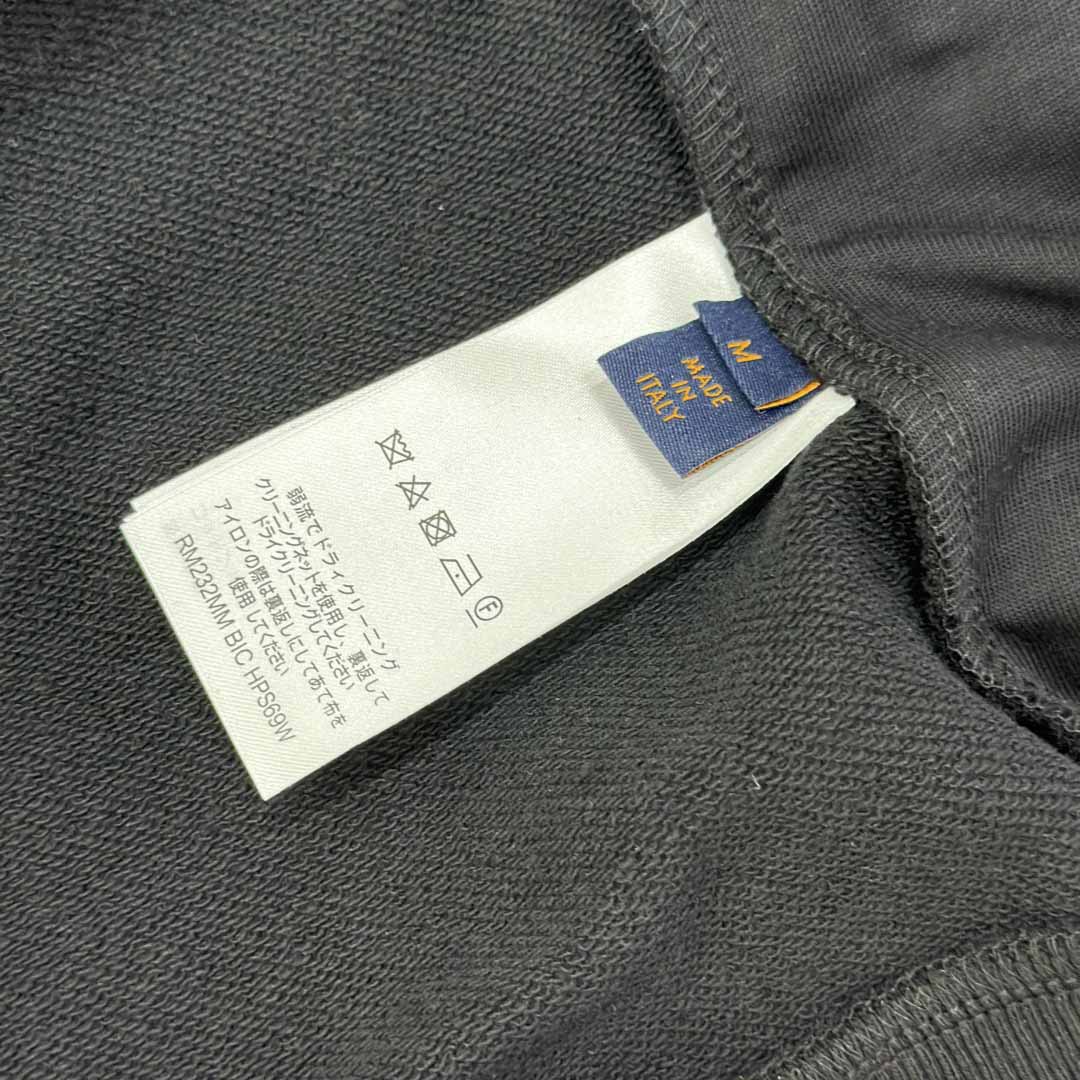 M
MADE
IN
ITALY
F
弱流でドライクリーニング
クリーニングネットを使用し、裏返して
ドライクリーニングしてください
アイロンの際は裏返しにしてあて布を
使用してください
RM232MM BIC HPS69W